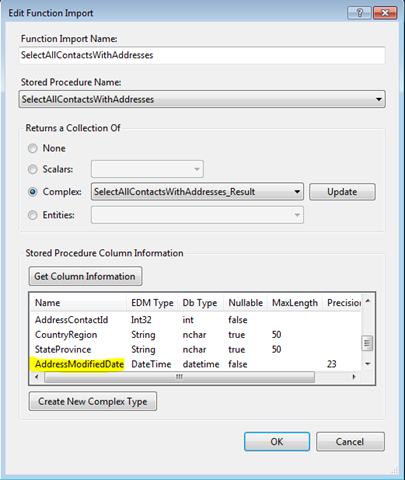 Edit Function Import
Function Import Name:
SelectAllContactsWithAddresses
Stored Procedure Name:
SelectAllContactsWithAddresses
Returns a Collection Of
None
Scalars:
Complex: SelectAllContactsWithAddresses_Result Update
Entities:
Stored Procedure Column Information
Get Column Information
Name EDM Type Db Type Nullable MaxLength Precision
AddressContactId Int32 int false
CountryRegion String nchar true 50
StateProvince String nchar true 50
AddressModifiedDate DateTime datetime false 23
Create New Complex Type
OK Cancel